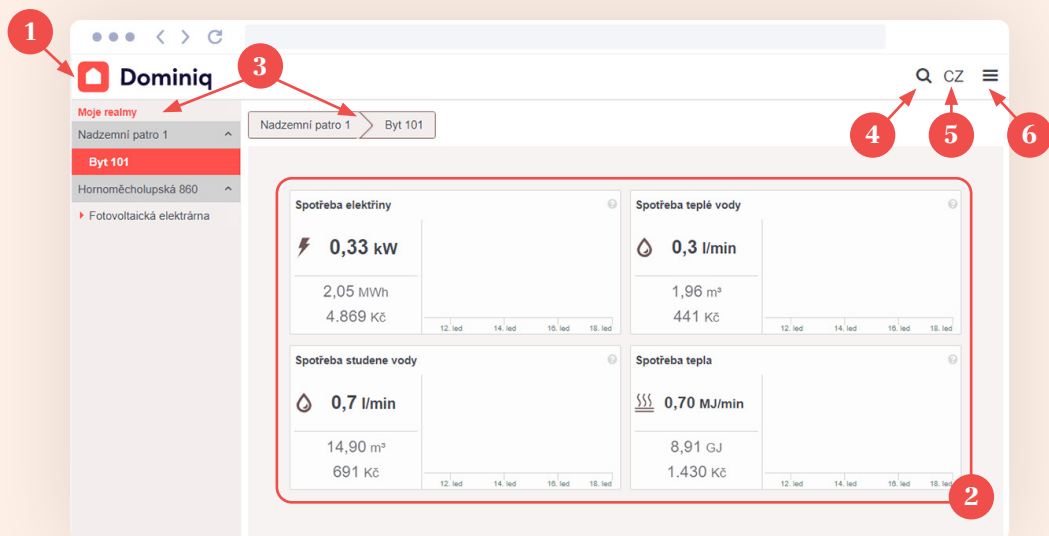 1
Dominiq
3
CZ
4
5
6
Moje realmy
Nadzemní patro 1
Byt 101
Hornoměcholupská 860
Fotovoltaická elektrárna
Nadzemní patro 1
Byt 101
Spotřeba elektřiny
0,33 kW
2,05 MWh
4.869 Kč
12. led 14. led 16. led 18. led
Spotřeba teplé vody
0,3 l/min
1,96 m³
441 Kč
12. led 14. led 16. led 18. led
Spotřeba studene vody
0,7 l/min
14,90 m³
691 Kč
12. led 14. led 16. led 18. led
Spotřeba tepla
0,70 MJ/min
8,91 GJ
1.430 Kč
12. led 14. led 16. led 18. led
2